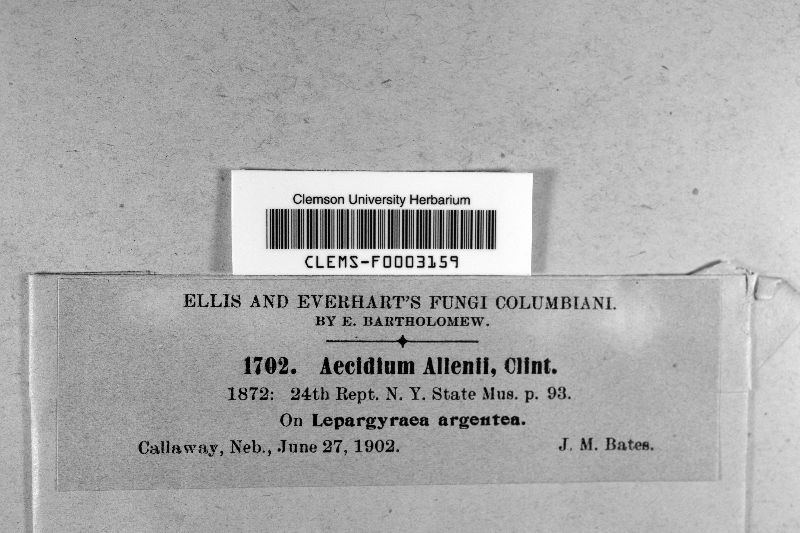 Clemson University Herbarium
CLEMS-F0003159
ELLIS AND EVERHART'S FUNGI COLUMBIANI.
BY E. BARTHOLOMEW.
1702. Aecidium Allenii, Clint.
1872: 24th Rept. N. Y. State Mus. p. 93.
On Lepargyraea argentea.
Callaway, Neb., June 27, 1902. J. M. Bates.